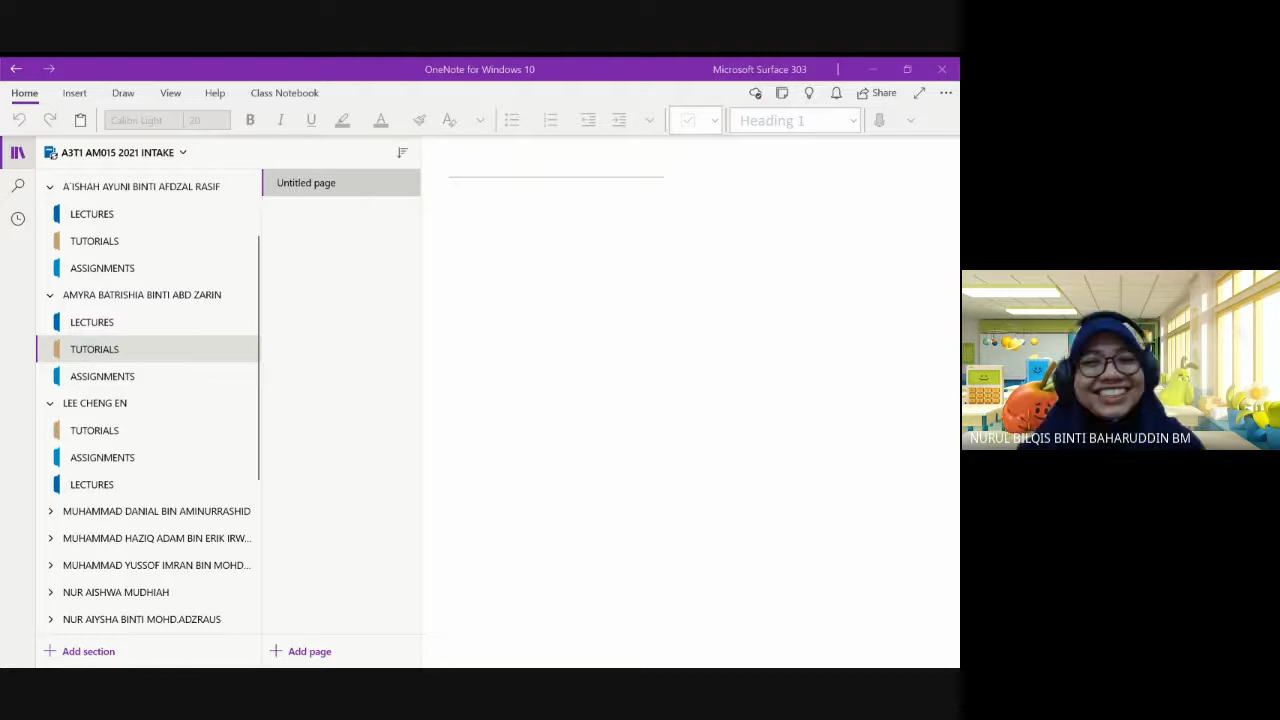 OneNote for Windows 10
Microsoft Surface 303
Home Insert Draw View Help Class Notebook
Share
Calibri Light 20
B I U A
Heading 1
A3T1 AM015 2021 INTAKE
A'ISHAH AYUNI BINTI AFDZAL RASIF
LECTURES
TUTORIALS
ASSIGNMENTS
AMYRA BATRISHIA BINTI ABD ZARIN
LECTURES
TUTORIALS
ASSIGNMENTS
LEE CHENG EN
TUTORIALS
ASSIGNMENTS
LECTURES
MUHAMMAD DANIAL BIN AMINURRASHID
MUHAMMAD HAZIQ ADAM BIN ERIK IRW...
MUHAMMAD YUSSOF IMRAN BIN MOHD...
NUR AISHWA MUDHIAH
NUR AIYSHA BINTI MOHD.ADZRAUS
Add section
Untitled page
Add page
NURUL BILQIS BINTI BAHARUDDIN BM